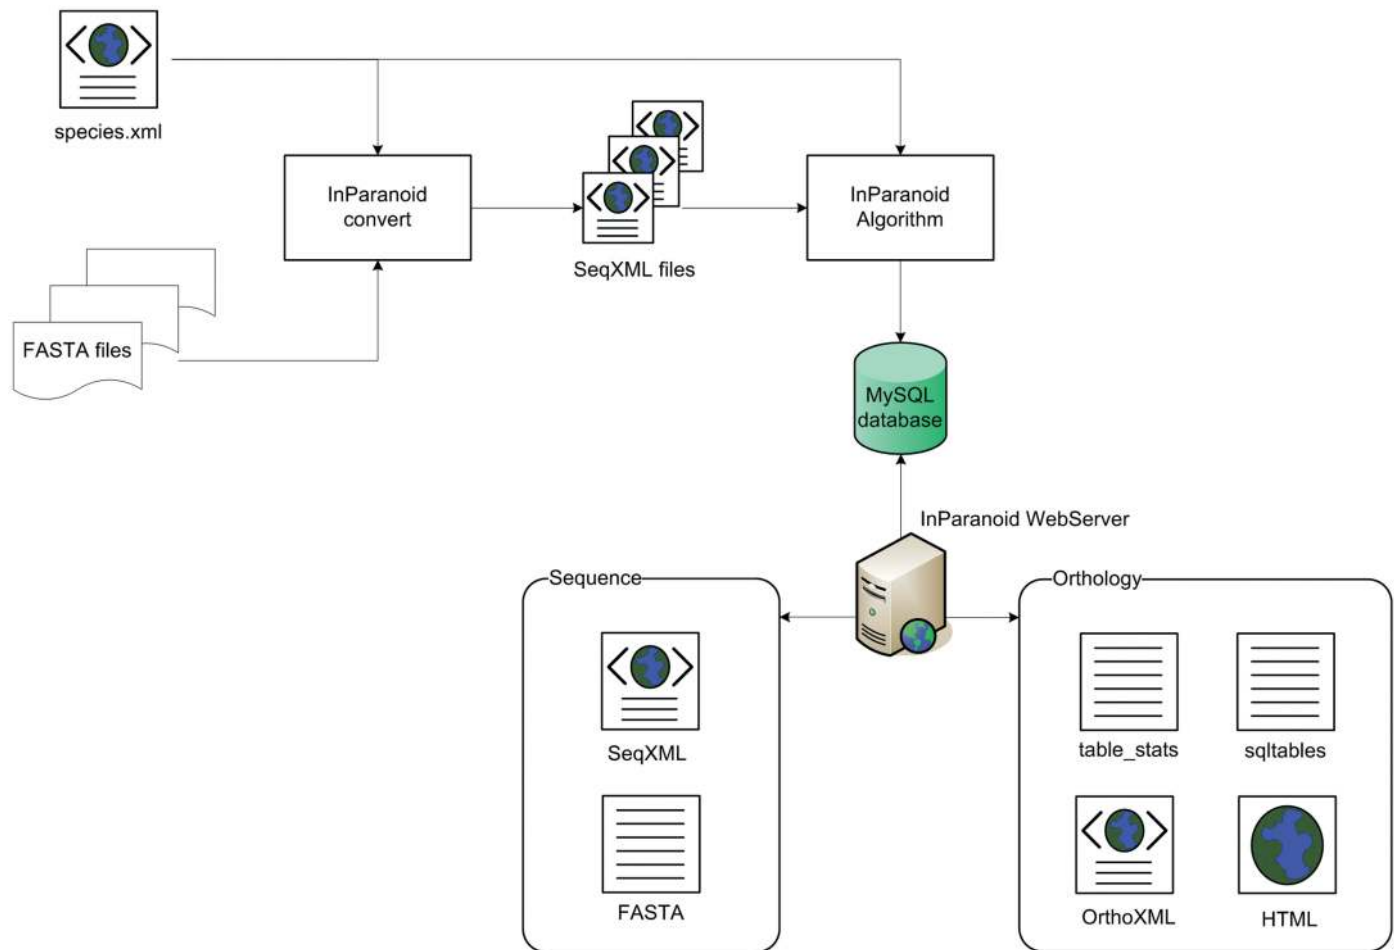 species.xml
InParanoid
convert
InParanoid
Algorithm
SeqXML files
FASTA files
MySQL
database
InParanoid WebServer
Sequence
Orthology
SeqXML
table_stats
sqltables
FASTA
OrthoXML
HTML